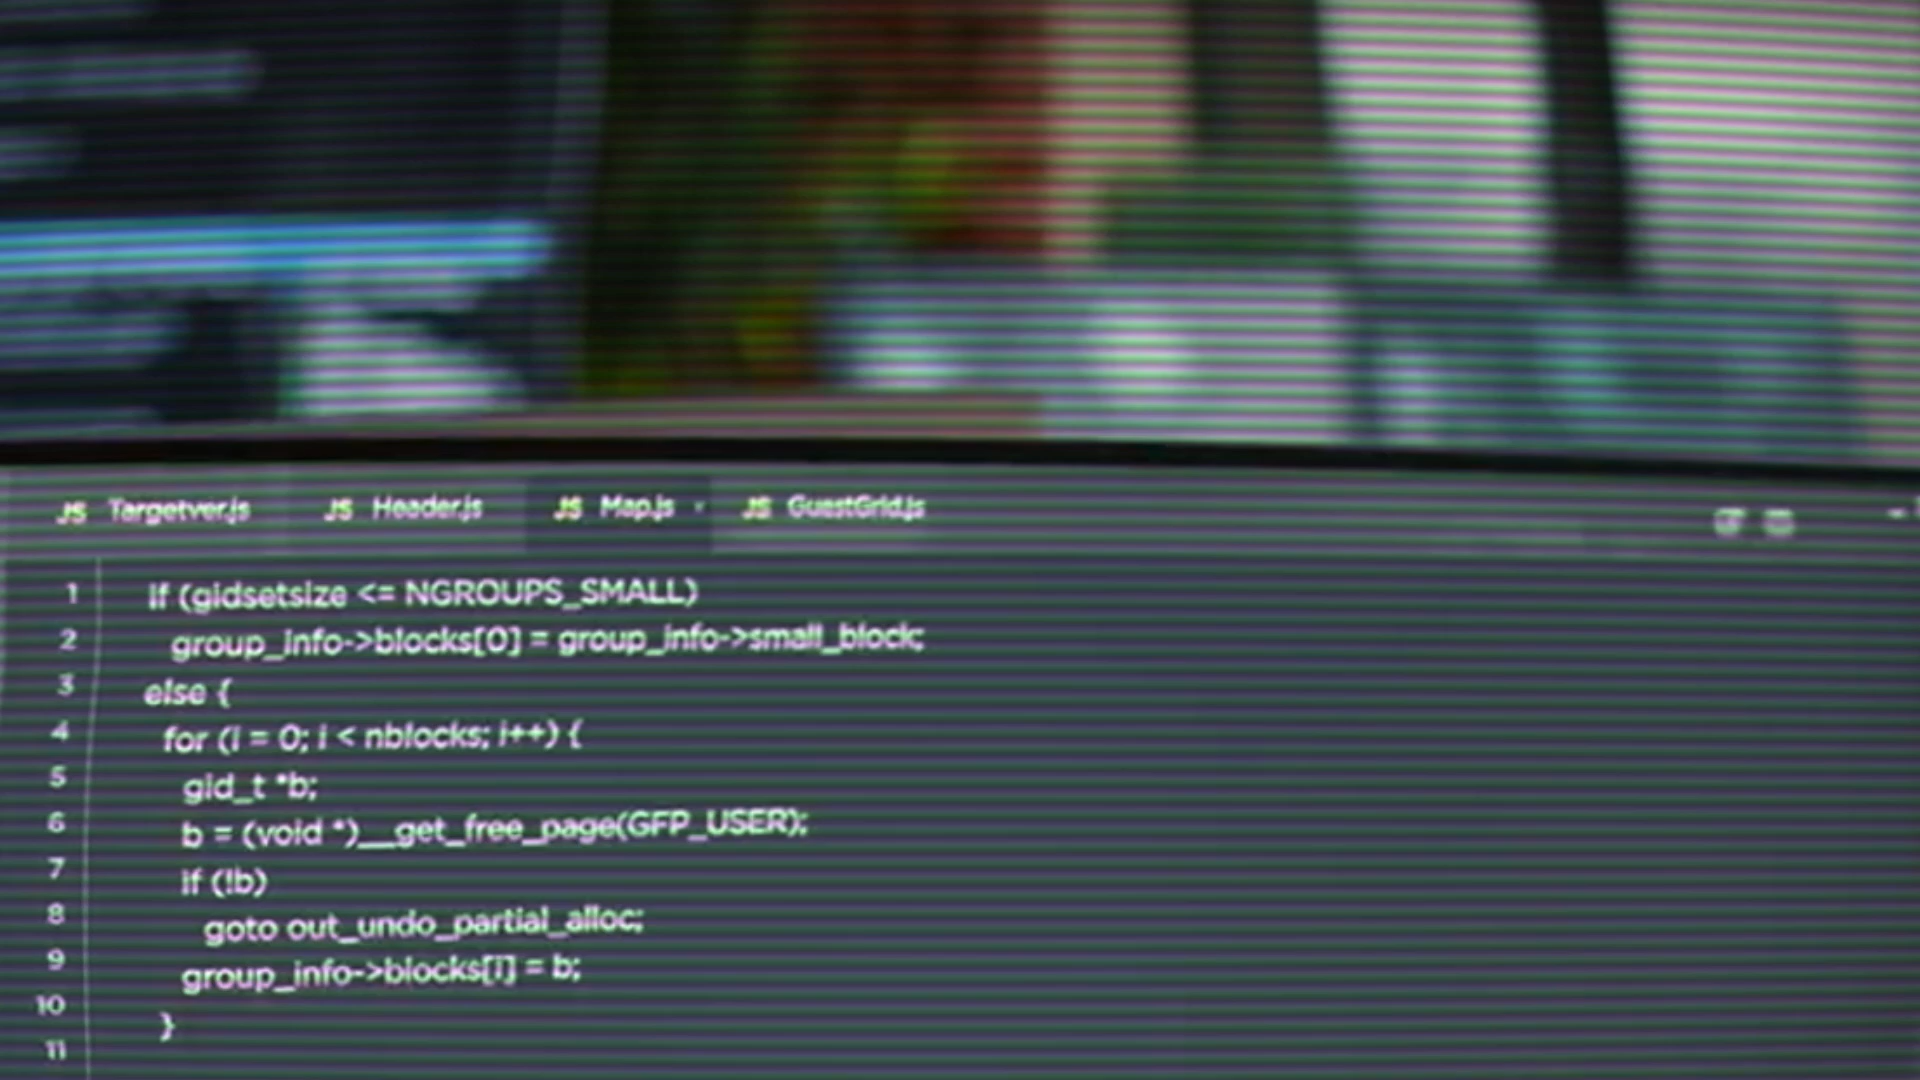 JS Targetver.js JS Header.js JS Map.js JS GuestGrid.js
1 if (gidsetsize <= NGROUPS_SMALL)
2 group_info->blocks[0] = group_info->small_block;
3 else {
4 for (i = 0; i < nblocks; i++) {
5 gid_t *b;
6 b = (void *)__get_free_page(GFP_USER);
7 if (!b)
8 goto out_undo_partial_alloc;
9 group_info->blocks[i] = b;
10 }
11